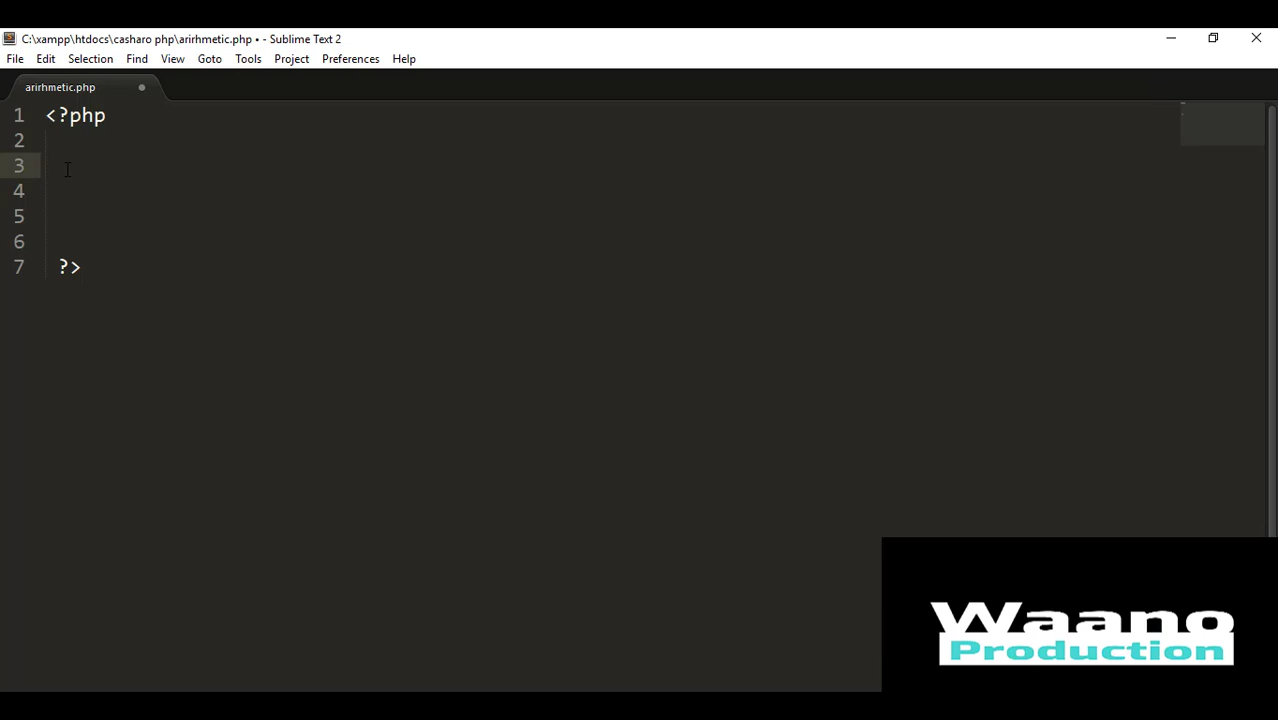 C:\xampp\htdocs\casharo php\arirhmetic.php • - Sublime Text 2
File Edit Selection Find View Goto Tools Project Preferences Help
arirhmetic.php
1 <?php
2
3
4
5
6
7 ?>
Waano
Production